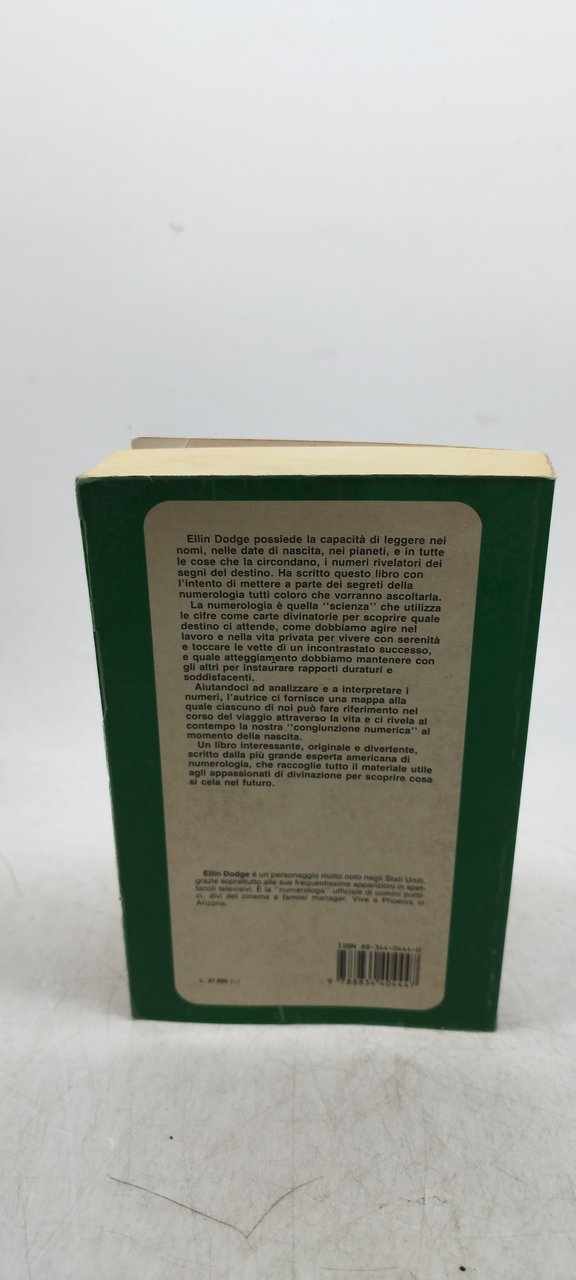 Ellin Dodge possiede la capacità di leggere nei
nomi, nelle date di nascita, nei pianeti, e in tutte
le cose che la circondano, i numeri rivelatori dei
segni del destino. Ha scritto questo libro con
l'intento di mettere a parte dei segreti della
numerologia tutti coloro che vorranno ascoltarla.
La numerologia è quella "scienza" che utilizza
le cifre come carte divinatorie per scoprire quale
destino ci attende, come dobbiamo agire nel
lavoro e nella vita privata per vivere con serenità
e toccare le vette di un incontrastato successo,
e quale atteggiamento dobbiamo mantenere con
gli altri per instaurare rapporti duraturi e
soddisfacenti.
Aiutandoci ad analizzare e a interpretare i
numeri, l'autrice ci fornisce una mappa alla
quale ciascuno di noi può fare riferimento nel
corso del viaggio attraverso la vita e ci rivela al
contempo la nostra "congiunzione numerica" al
momento della nascita.
Un libro interessante, originale e divertente,
scritto dalla più grande esperta americana di
numerologia, che raccoglie tutto il materiale utile
agli appassionati di divinazione per scoprire cosa
si cela nel futuro.
Ellin Dodge è un personaggio molto noto negli Stati Uniti,
grazie soprattutto alle sue frequentissime apparizioni in spet-
tacoli televisivi. È la "numerologa" ufficiale di uomini politi-
ci, divi del cinema e famosi manager. Vive a Phoenix in
Arizona.
ISBN 88-344-0444-0
9 788834 404447